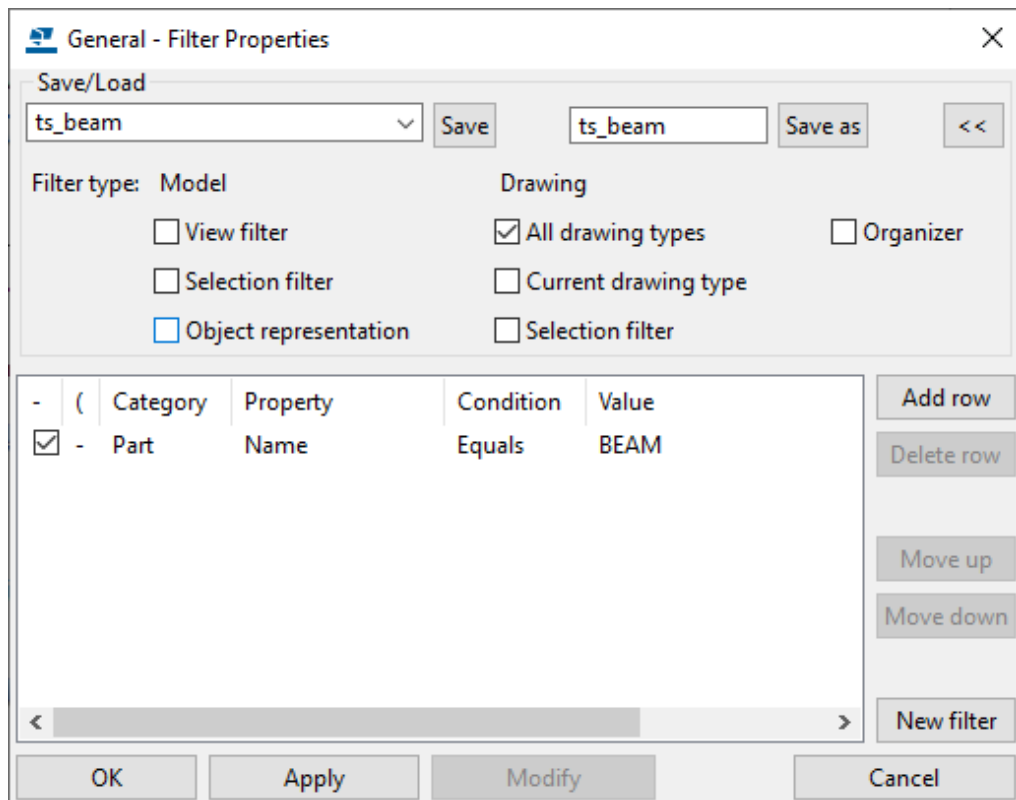 General - Filter Properties
Save/Load
ts_beam Save ts_beam Save as <<
Filter type: Model Drawing
View filter All drawing types Organizer
Selection filter Current drawing type
Object representation Selection filter
- ( Category Property Condition Value Add row
- Part Name Equals BEAM
Delete row
Move up
Move down
New filter
OK Apply Modify Cancel